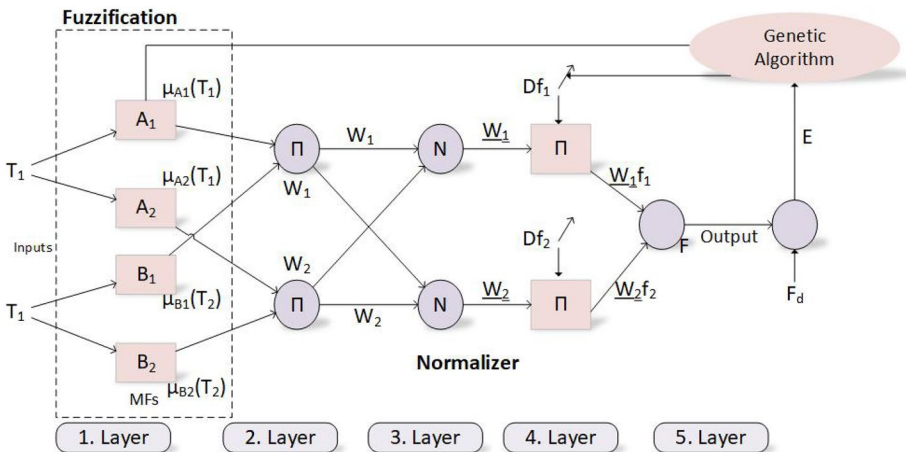 Fuzzification
Genetic
Algorithm
μA1(T1)
A1
Df1
E
T1
Π
W1
W1
N
W1
Π
μA2(T1)
A2
W1f1
Inputs
B1
μB1(T2)
W2
Df2
F
Output
T1
Π
W2
N
W2
Π
W2f2
Fd
B2
μB2(T2)
MFs
Normalizer
1. Layer
2. Layer
3. Layer
4. Layer
5. Layer